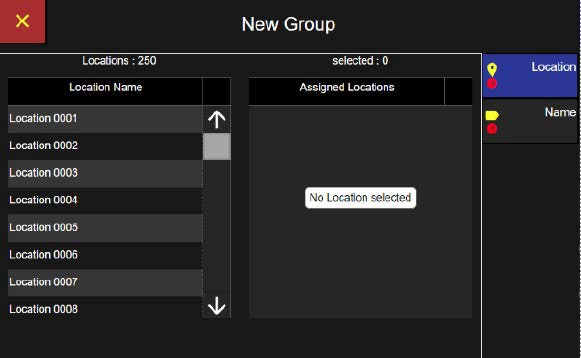 New Group
Locations : 250
selected : 0
Location Name
Assigned Locations
Location 0001
Location 0002
Location 0003
Location 0004
Location 0005
Location 0006
Location 0007
Location 0008
No Location selected
Location
Name